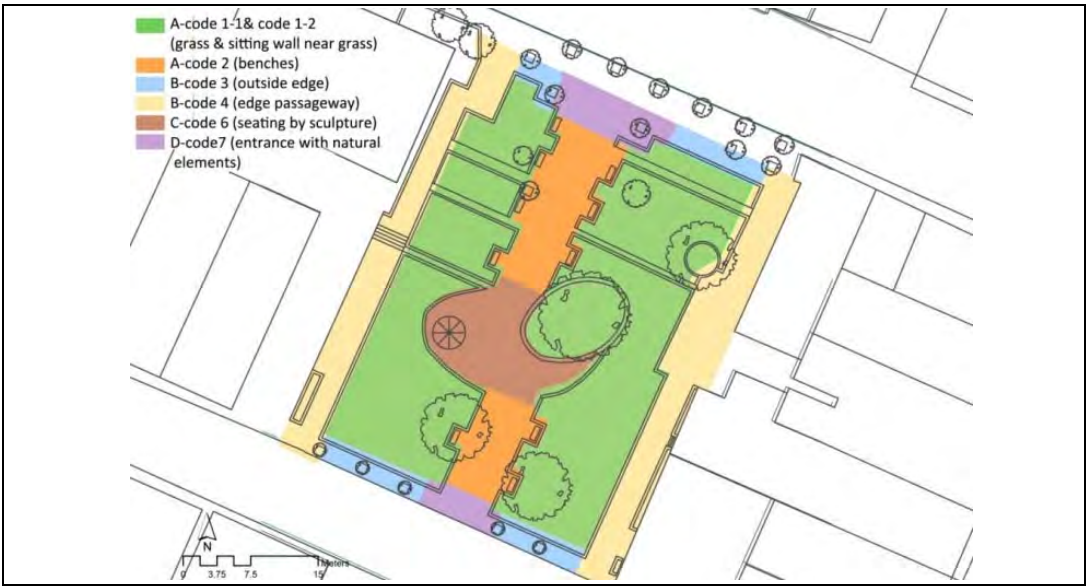 A-code 1-1& code 1-2
(grass & sitting wall near grass)
A-code 2 (benches)
B-code 3 (outside edge)
B-code 4 (edge passageway)
C-code 6 (seating by sculpture)
D-code7 (entrance with natural
elements)
N
Meters
0 3.75 7.5 15